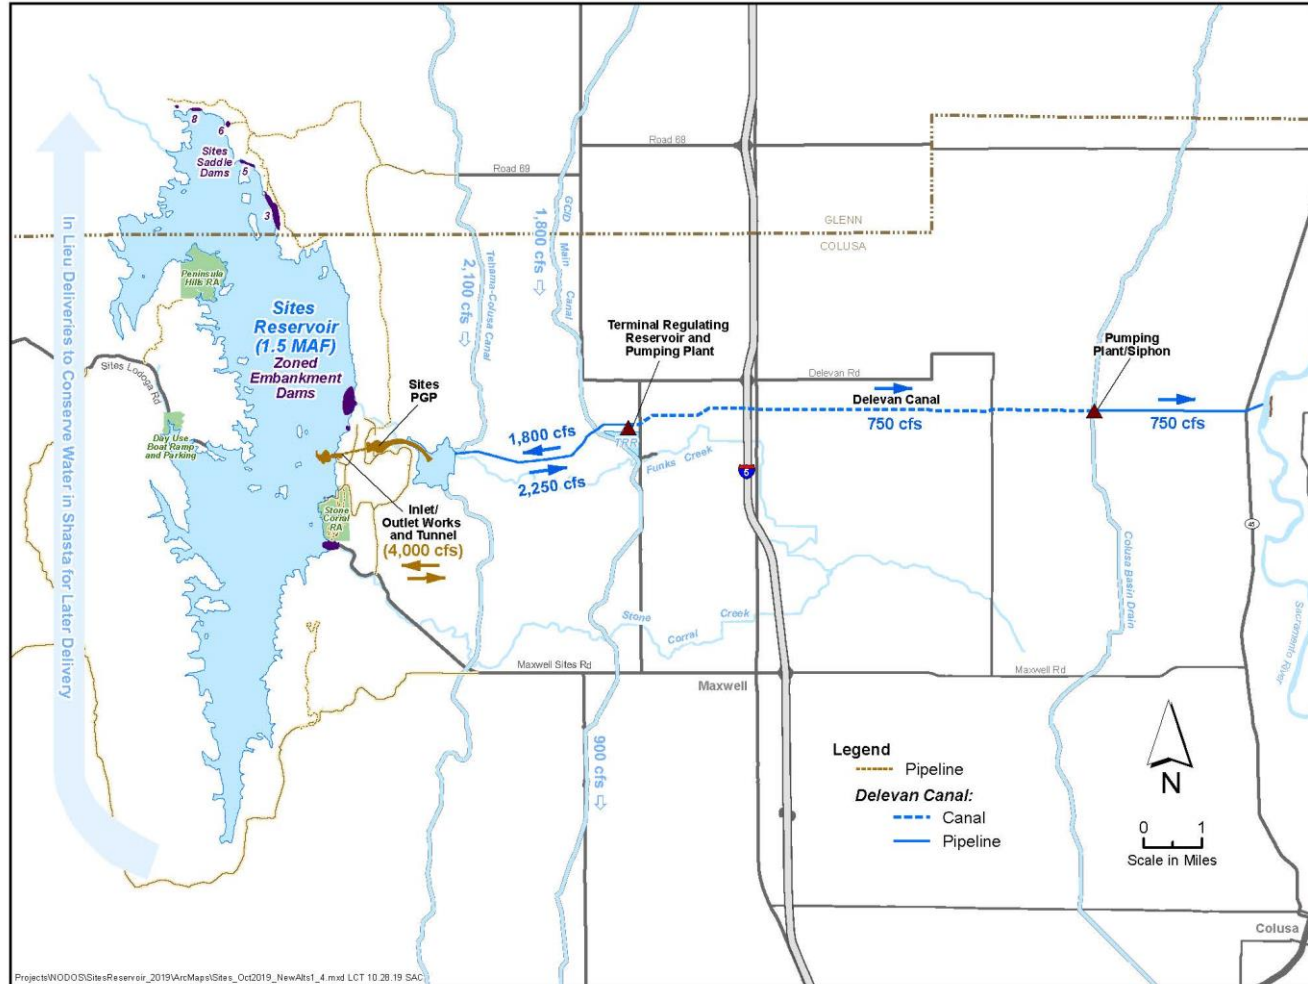 8
6
Sites
Saddle
Dams
5
3
Road 68
Road 69
GLENN
COLUSA
GCID Main Canal
1,800 cfs
Tehama-Colusa Canal
2,100 cfs
In Lieu Deliveries to Conserve Water in Shasta for Later Delivery
Peninsula
Hills RA
Sites
Reservoir
(1.5 MAF)
Zoned
Embankment
Dams
Terminal Regulating
Reservoir and
Pumping Plant
Pumping
Plant/Siphon
Sites Lodoga Rd
Sites
PGP
Delevan Rd
Delevan Canal
750 cfs
750 cfs
Day Use
Boat Ramp
and Parking
1,800 cfs
2,250 cfs
TRR
Funks Creek
5
Stone
Corral
RA
Inlet/
Outlet Works
and Tunnel
(4,000 cfs)
45
Colusa Basin Drain
Sacramento River
Stone Corral Creek
Maxwell Sites Rd
Maxwell Rd
Maxwell
900 cfs
Legend
Pipeline
Delevan Canal:
Canal
Pipeline
N
0 1
Scale in Miles
Colusa
Projects\NODOS\SitesReservoir_2019\ArcMaps\Sites_Oct2019_NewAlts1_4.mxd LCT 10.28.19 SAC